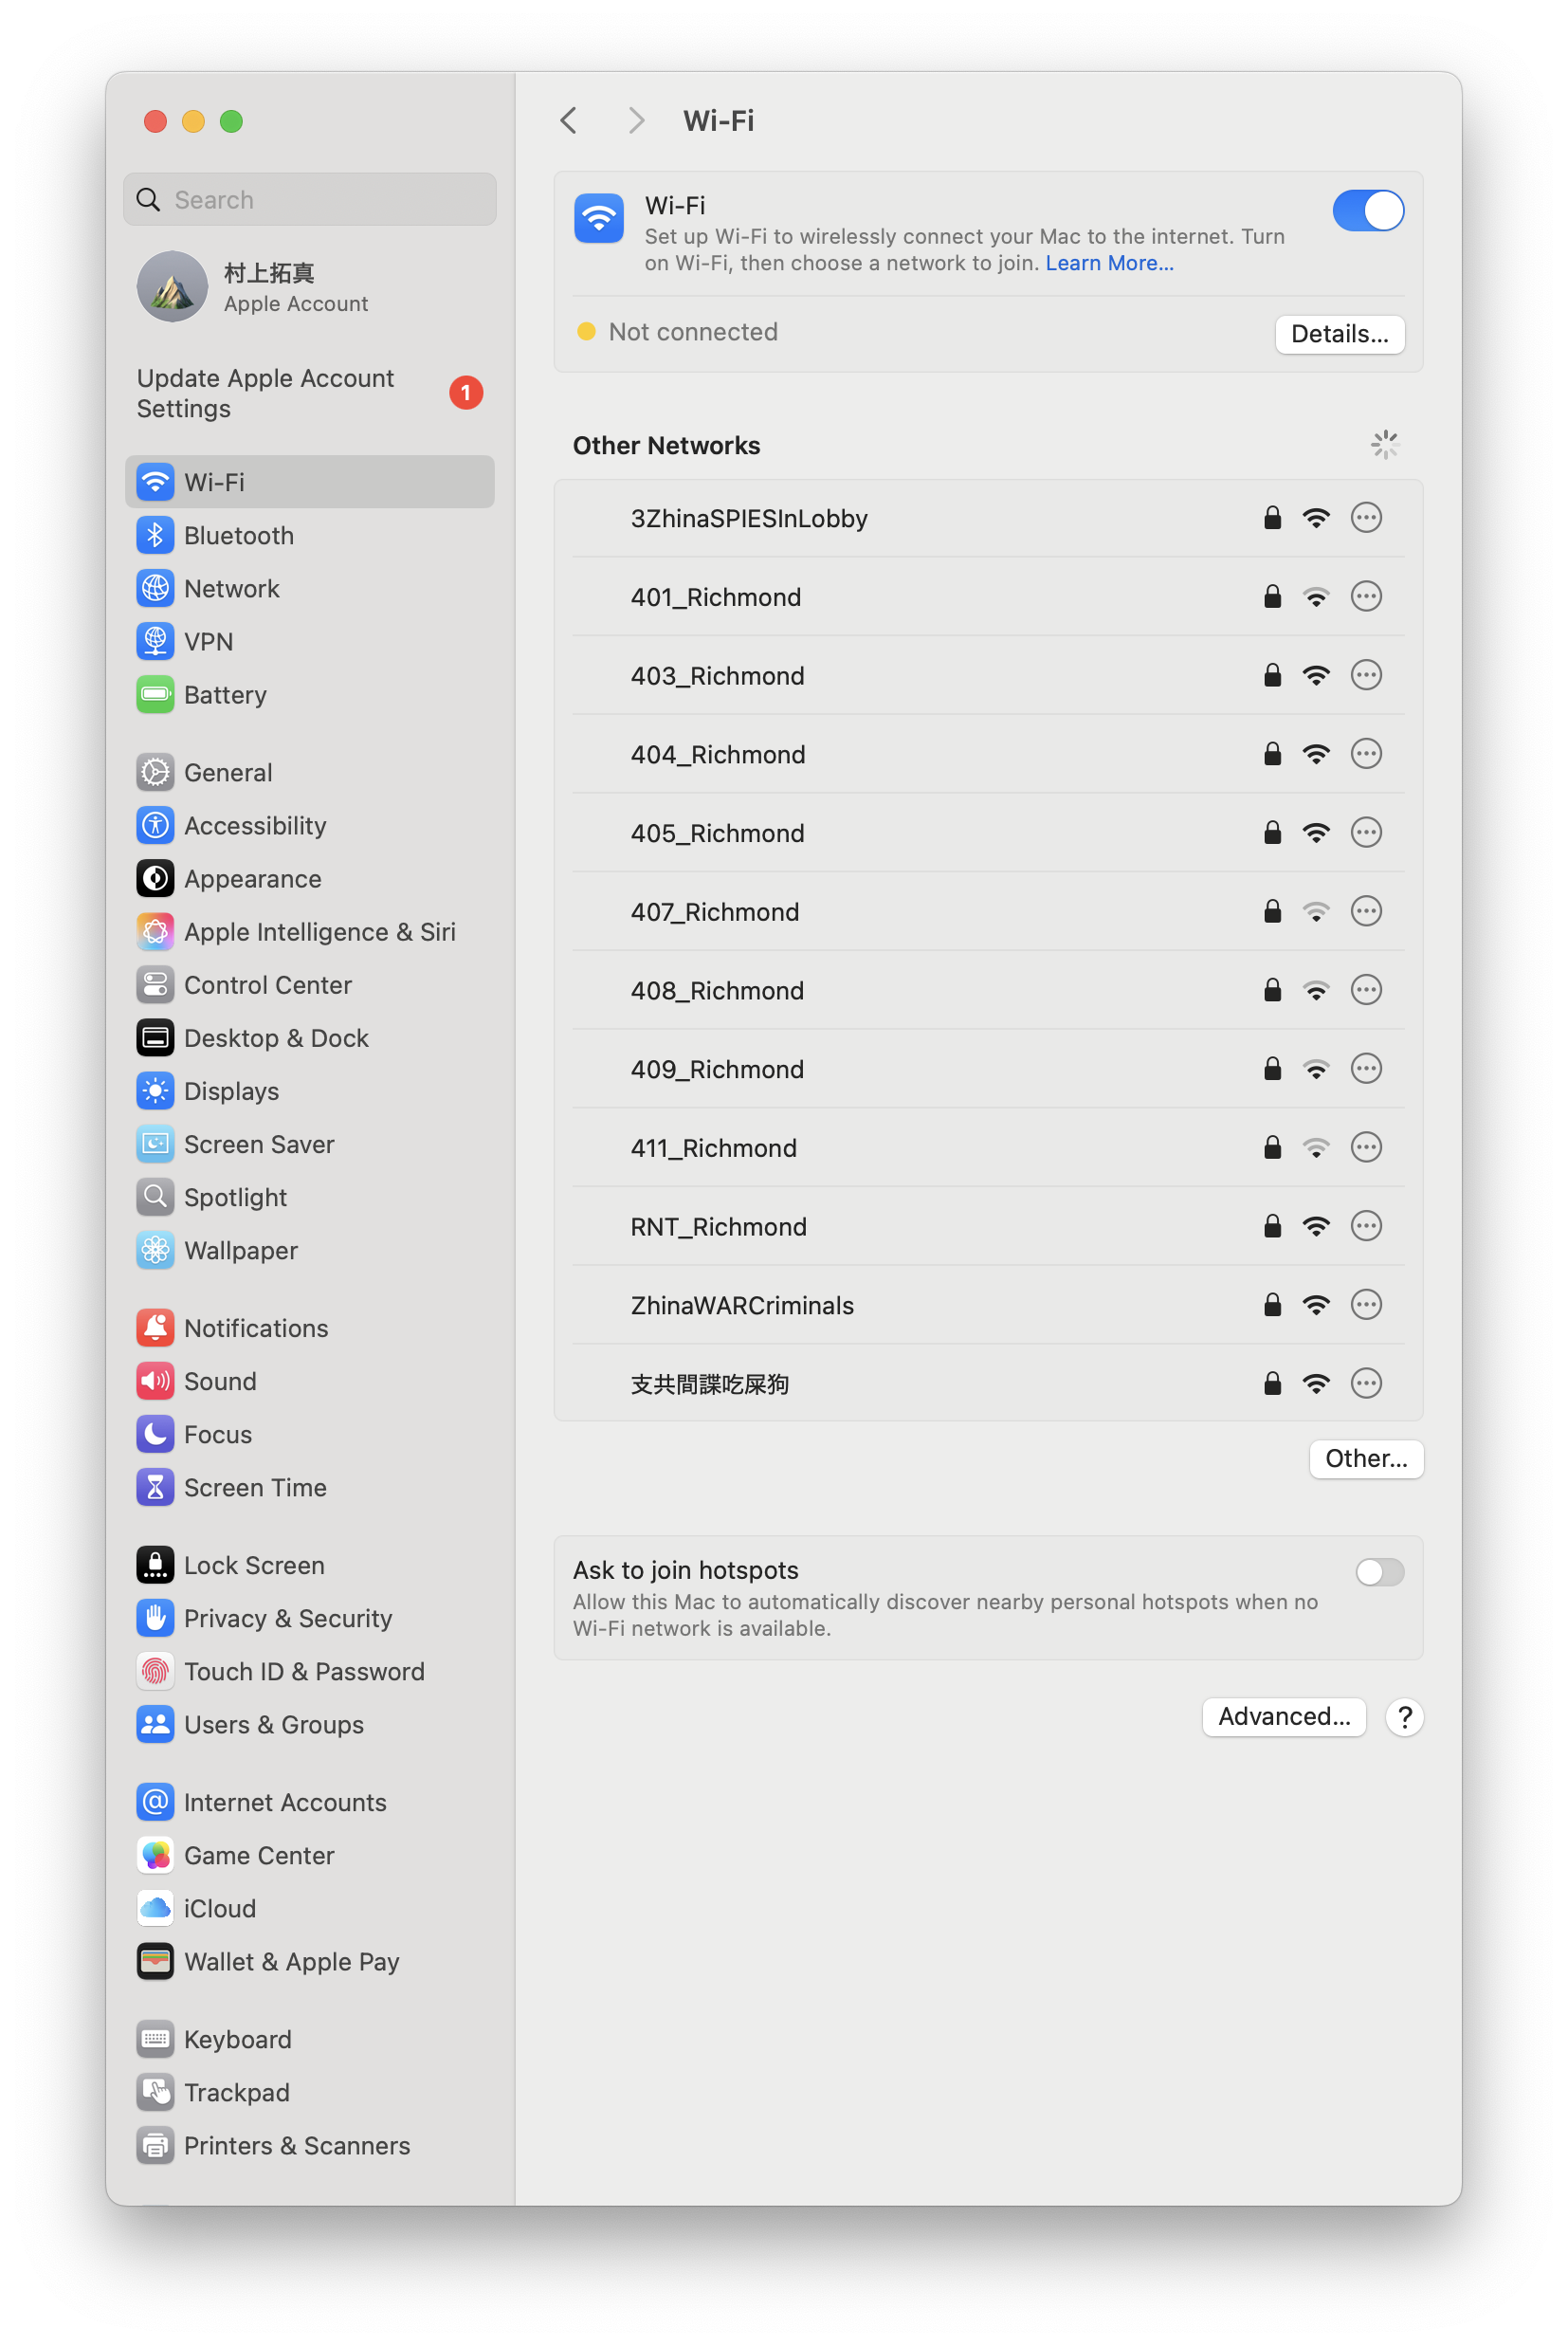 Search
村上拓真
Apple Account
Update Apple Account
Settings
1
Wi-Fi
Bluetooth
Network
VPN
Battery
General
Accessibility
Appearance
Apple Intelligence & Siri
Control Center
Desktop & Dock
Displays
Screen Saver
Spotlight
Wallpaper
Notifications
Sound
Focus
Screen Time
Lock Screen
Privacy & Security
Touch ID & Password
Users & Groups
Internet Accounts
Game Center
iCloud
Wallet & Apple Pay
Keyboard
Trackpad
Printers & Scanners
Wi-Fi
Wi-Fi
Set up Wi-Fi to wirelessly connect your Mac to the internet. Turn
on Wi-Fi, then choose a network to join. Learn More...
Not connected
Details...
Other Networks
3ZhinaSPIESInLobby
401_Richmond
403_Richmond
404_Richmond
405_Richmond
407_Richmond
408_Richmond
409_Richmond
411_Richmond
RNT_Richmond
ZhinaWARCriminals
支共間諜吃屎狗
Other...
Ask to join hotspots
Allow this Mac to automatically discover nearby personal hotspots when no
Wi-Fi network is available.
Advanced...
?